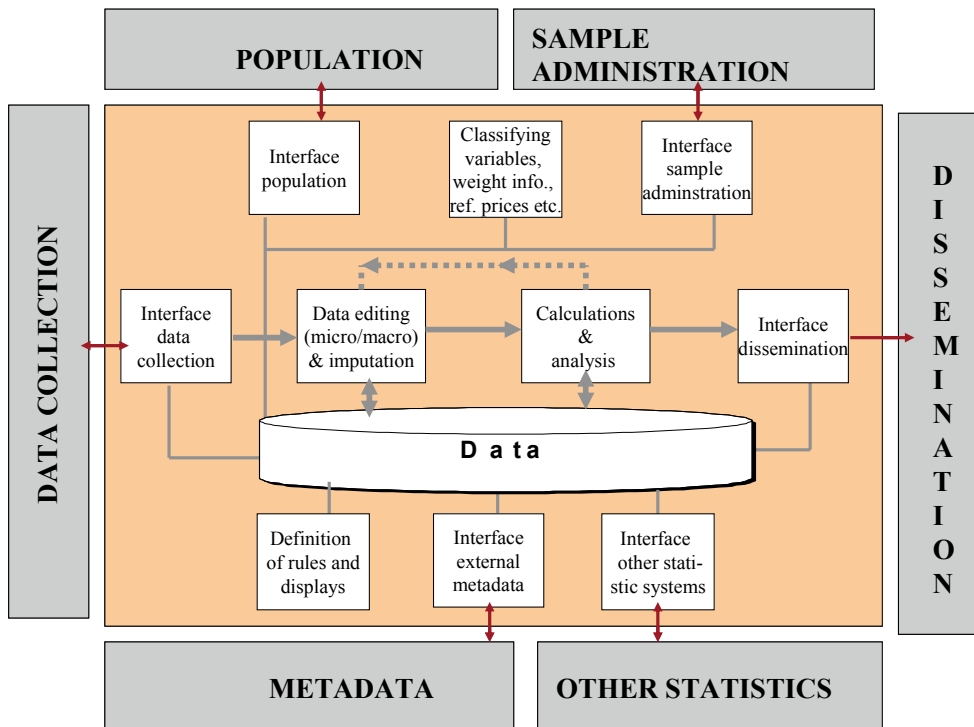 POPULATION
SAMPLE
ADMINISTRATION
DATA COLLECTION
Interface
population
Classifying
variables,
weight info.,
ref. prices etc.
Interface
sample
adminstration
Interface
data
collection
Data editing
(micro/macro)
& imputation
Calculations
&
analysis
Interface
dissemination
DISSEMINATION
Data
Definition
of rules and
displays
Interface
external
metadata
Interface
other stati-
stic systems
METADATA
OTHER STATISTICS